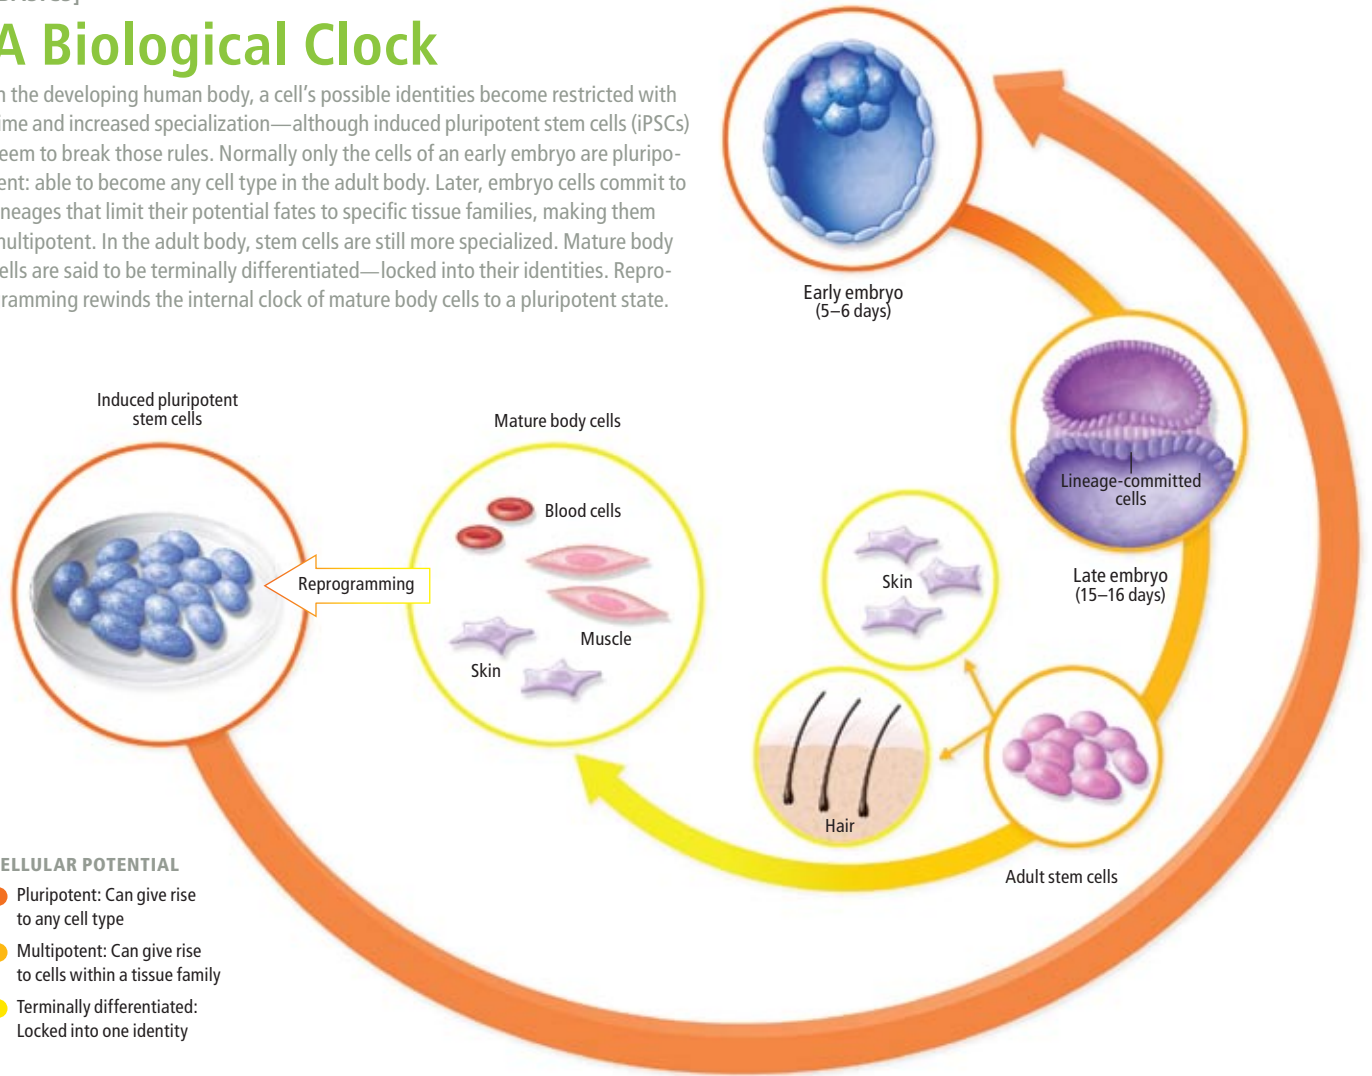 BASICS]
A Biological Clock
n the developing human body, a cell's possible identities become restricted with
ime and increased specialization—although induced pluripotent stem cells (iPSCs)
eem to break those rules. Normally only the cells of an early embryo are pluripo-
ent: able to become any cell type in the adult body. Later, embryo cells commit to
ineages that limit their potential fates to specific tissue families, making them
nultipotent. In the adult body, stem cells are still more specialized. Mature body
ells are said to be terminally differentiated—locked into their identities. Repro-
gramming rewinds the internal clock of mature body cells to a pluripotent state.
Early embryo
(5–6 days)
Induced pluripotent
stem cells
Mature body cells
Lineage-committed
cells
Blood cells
Reprogramming
Skin
Late embryo
(15–16 days)
Muscle
Skin
Hair
Adult stem cells
ELLULAR POTENTIAL
Pluripotent: Can give rise
to any cell type
Multipotent: Can give rise
to cells within a tissue family
Terminally differentiated:
Locked into one identity